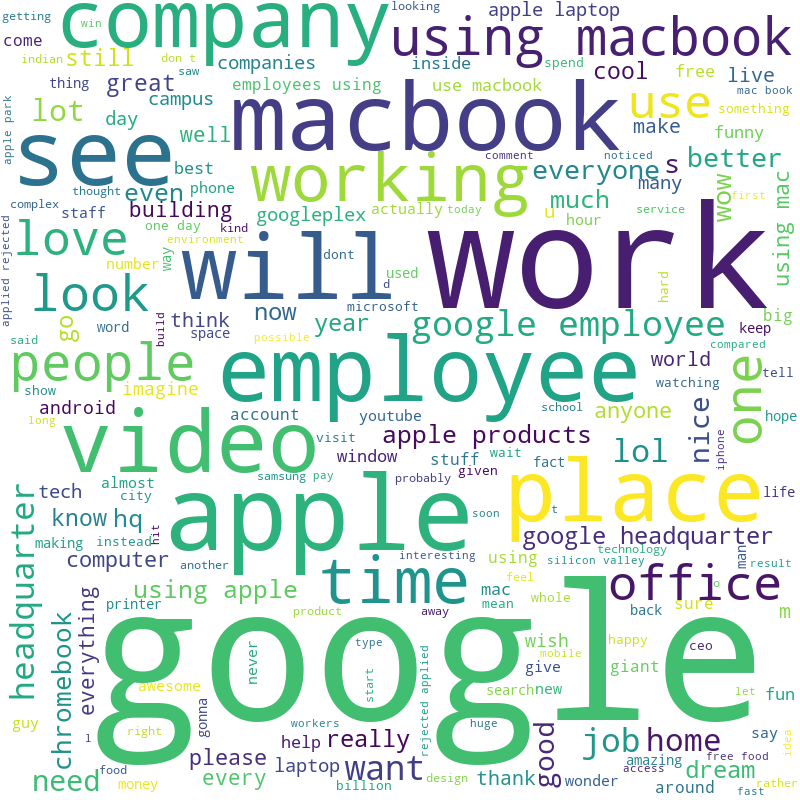 getting
win
come
company
looking
apple laptop
using macbook
indian
still
don t
companies
inside
spend
cool
free
live
thing
great
saw
employees using
use macbook
mac book
apple park
see
lot
day
campus
well
macbook
use
make
something
funny
best
phone
working
comment
noticed
everyone
s
better
thought
complex
staff
even
building
googleplex
actually
today
much
many
wow
using mac
first
one day
kind
u
hour
service
love
environment
will
work
applied rejected
look
number
way
dont
used
hard
big
d
microsoft
go
word
build
think
space
now
year
google employee
keep
said
possible
compared
people
employee
world
one
tell
show
imagine
watching
android
account
youtube
school
anyone
hope
long
video
visit
apple products
nice
iphone
window
stuff
wait
fact
lol
almost
samsung
pay
probably
given
place
life
tech
city
apple
soon
t
headquarter
know
hq
hit
making
instead
google headquarter
man
computer
another
time
interesting
using
technology
silicon valley
result
everything
using apple
mac
mean
feel
whole
office
o
printer
product
away
back
sure
m
google
never
type
wish
happy
ceo
chromebook
mobile
awesome
start
give
giant
let
search
new
fun
guy
gonna
workers
rejected applied
huge
right
l
good
job
home
say
idea
please
help
really
amazing
free food
need
food
every
laptop
want
thank
access
dream
money
billion
design
wonder
around
fast
rather